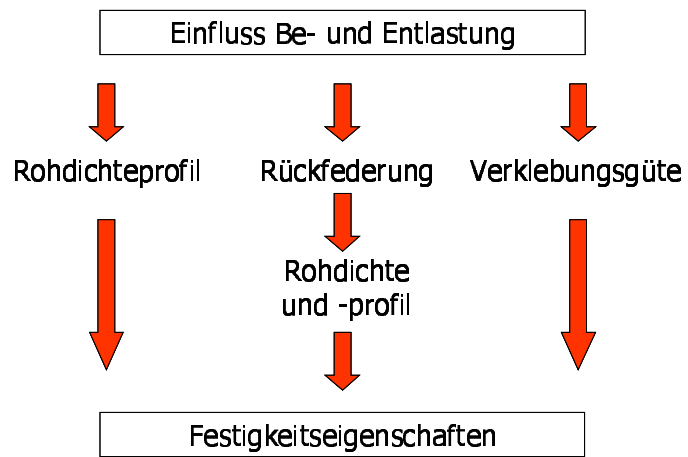 Einfluss Be- und Entlastung
Rohdichteprofil
Rückfederung
Verklebungsgüte
Rohdichte
und -profil
Festigkeitseigenschaften